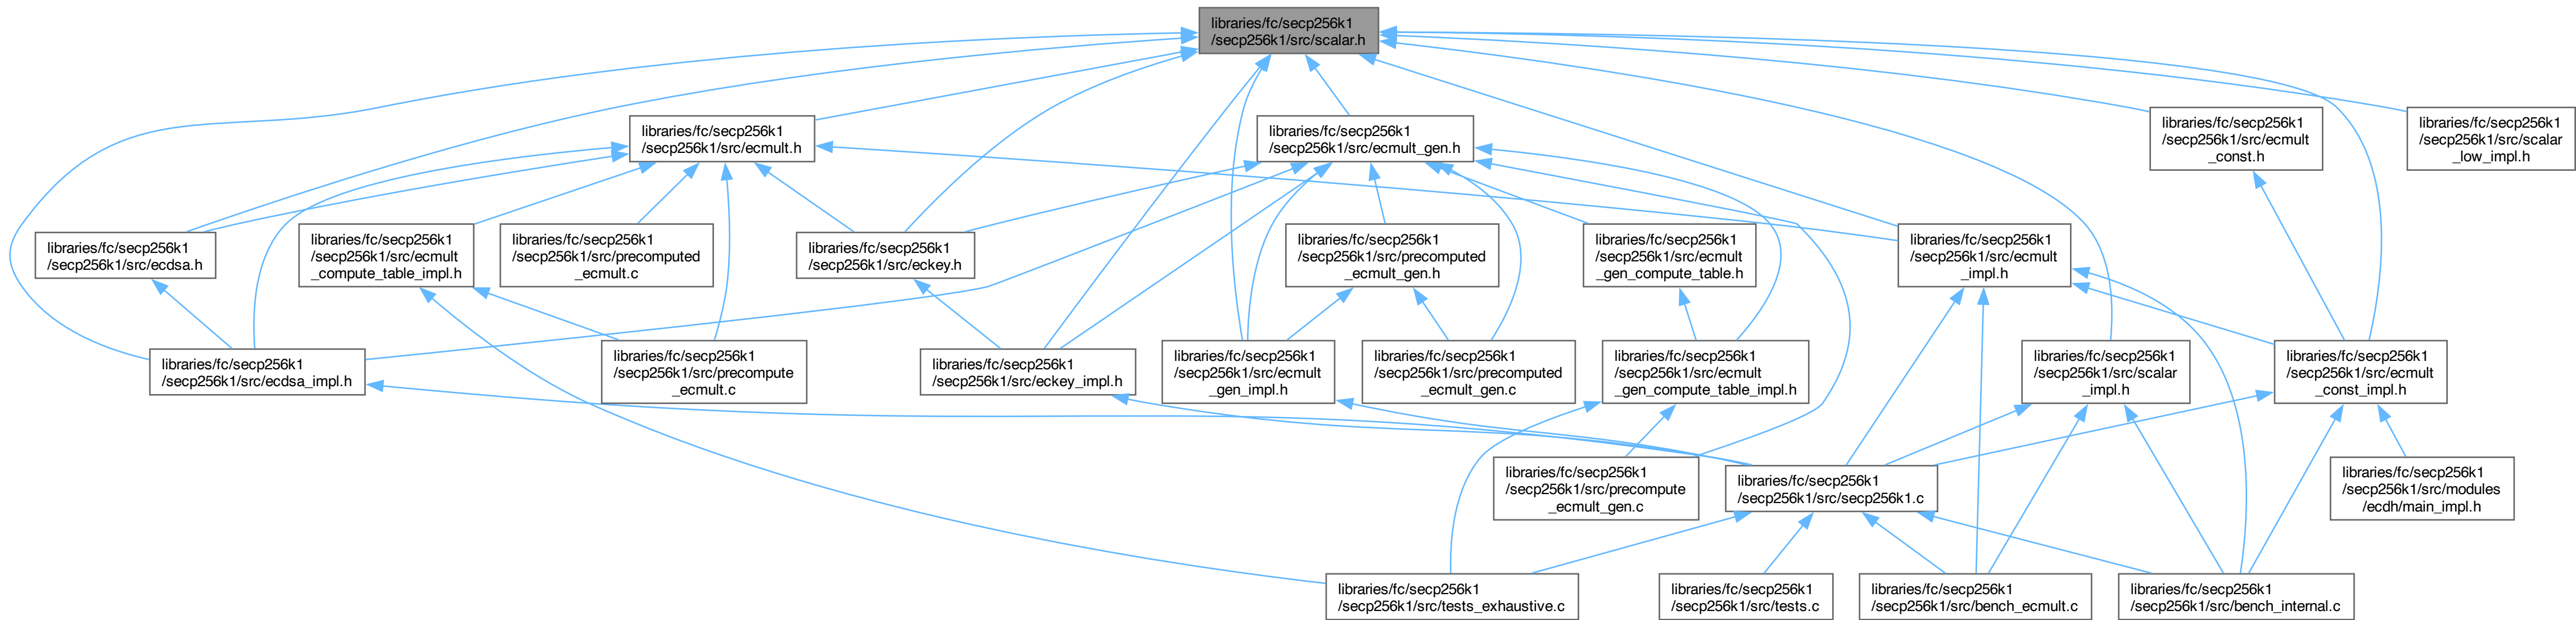 libraries/fc/secp256k1
/secp256k1/src/scalar.h
libraries/fc/secp256k1
/secp256k1/src/ecmult.h
libraries/fc/secp256k1
/secp256k1/src/ecmult_gen.h
libraries/fc/secp256k1
/secp256k1/src/ecmult
_const.h
libraries/fc/secp256k1
/secp256k1/src/scalar
_low_impl.h
libraries/fc/secp256k1
/secp256k1/src/ecdsa.h
libraries/fc/secp256k1
/secp256k1/src/ecmult
_compute_table_impl.h
libraries/fc/secp256k1
/secp256k1/src/precomputed
_ecmult.c
libraries/fc/secp256k1
/secp256k1/src/eckey.h
libraries/fc/secp256k1
/secp256k1/src/precomputed
_ecmult_gen.h
libraries/fc/secp256k1
/secp256k1/src/ecmult
_gen_compute_table.h
libraries/fc/secp256k1
/secp256k1/src/ecmult
_impl.h
libraries/fc/secp256k1
/secp256k1/src/ecdsa_impl.h
libraries/fc/secp256k1
/secp256k1/src/precompute
_ecmult.c
libraries/fc/secp256k1
/secp256k1/src/eckey_impl.h
libraries/fc/secp256k1
/secp256k1/src/ecmult
_gen_impl.h
libraries/fc/secp256k1
/secp256k1/src/precomputed
_ecmult_gen.c
libraries/fc/secp256k1
/secp256k1/src/ecmult
_gen_compute_table_impl.h
libraries/fc/secp256k1
/secp256k1/src/scalar
_impl.h
libraries/fc/secp256k1
/secp256k1/src/ecmult
_const_impl.h
libraries/fc/secp256k1
/secp256k1/src/precompute
_ecmult_gen.c
libraries/fc/secp256k1
/secp256k1/src/secp256k1.c
libraries/fc/secp256k1
/secp256k1/src/modules
/ecdh/main_impl.h
libraries/fc/secp256k1
/secp256k1/src/tests_exhaustive.c
libraries/fc/secp256k1
/secp256k1/src/tests.c
libraries/fc/secp256k1
/secp256k1/src/bench_ecmult.c
libraries/fc/secp256k1
/secp256k1/src/bench_internal.c